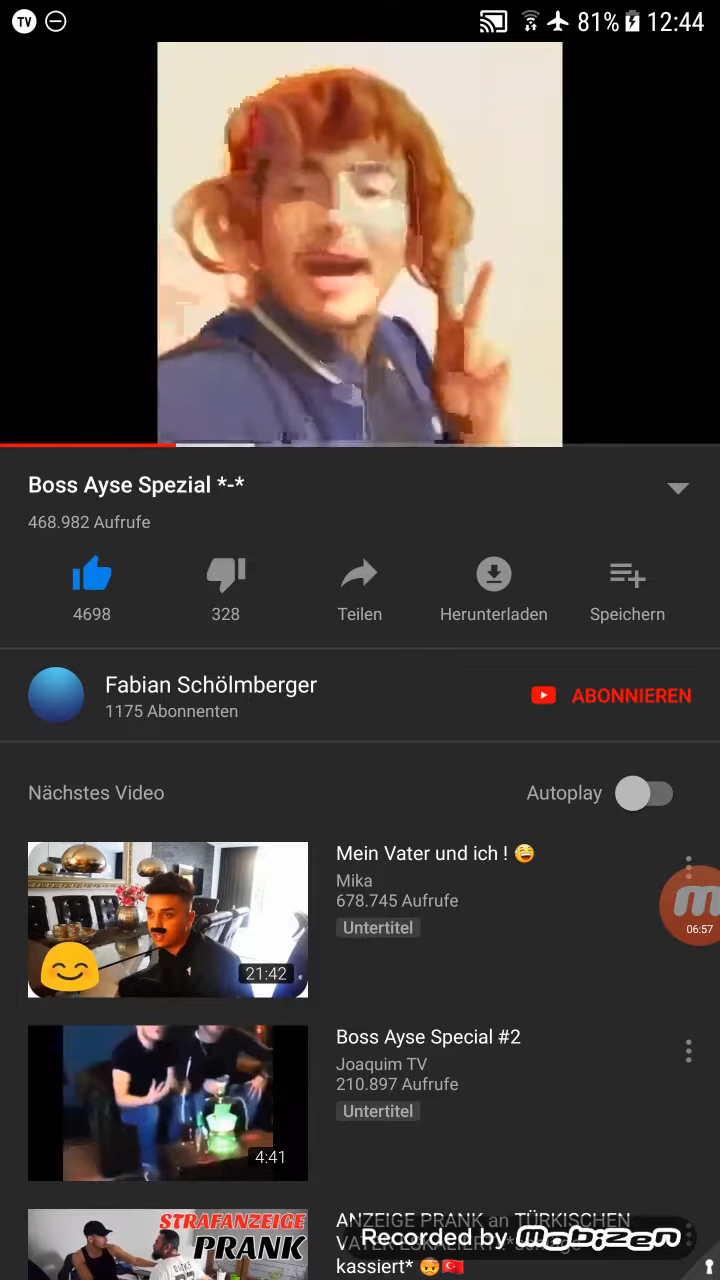 TV
81% 12:44
Boss Ayse Spezial *-*
468.982 Aufrufe
4698
328
Teilen
Herunterladen
Speichern
Fabian Schölmberger
1175 Abonnenten
ABONNIEREN
Nächstes Video
Autoplay
Mein Vater und ich ! 😅
Mika
678.745 Aufrufe
Untertitel
21:42
06:57
Boss Ayse Special #2
Joaquim TV
210.897 Aufrufe
Untertitel
4:41
STRAFANZEIGE
PRANK
ANZEIGE PRANK an TÜRKISCHEN
kassiert* 🤕🇹🇷
Recorded by mobizen